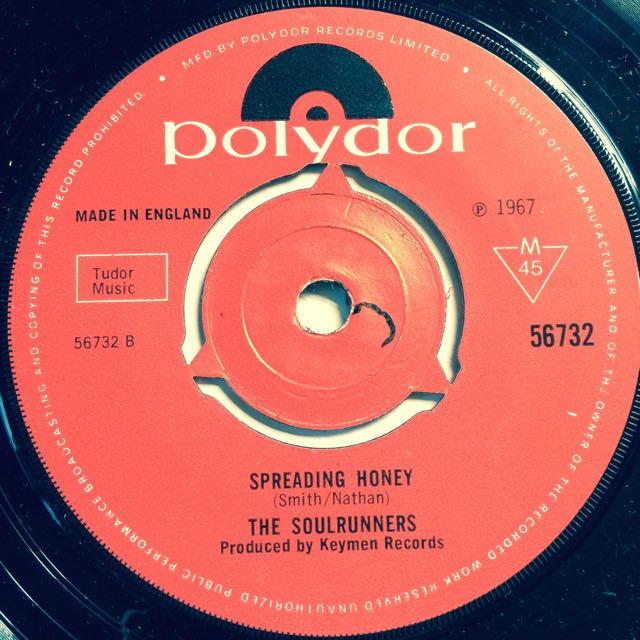 MFD BY POLYDOR RECORDS LIMITED
ALL RIGHTS OF THE MANUFACTURER AND OF THE OWNER OF THE RECORDED WORK RESERVED UNAUTHORIZED PUBLIC PERFORMANCE BROADCASTING AND COPYING OF THIS RECORD PROHIBITED.
polydor
MADE IN ENGLAND
℗ 1967
Tudor
Music
M
45
56732 B
56732
SPREADING HONEY
(Smith/Nathan)
THE SOULRUNNERS
Produced by Keymen Records